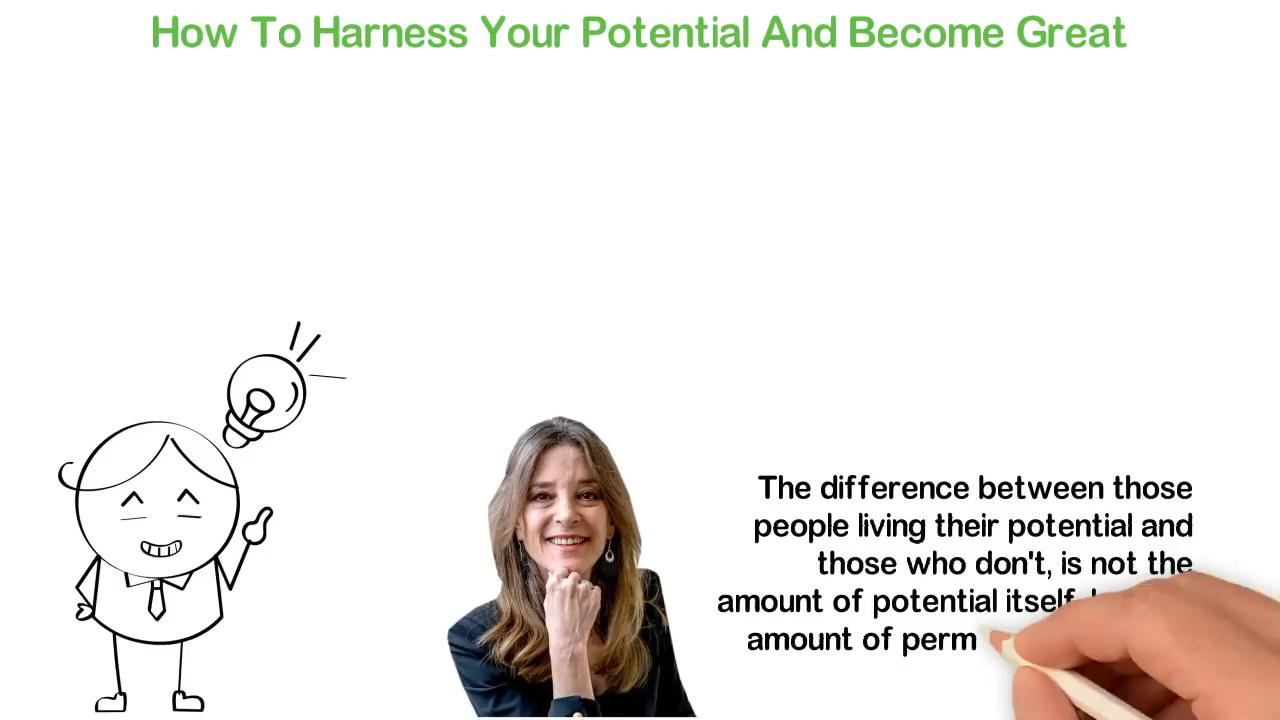 How To Harness Your Potential And Become Great
The difference between those
people living their potential and
those who don't, is not the
amount of potential itself
amount of perm